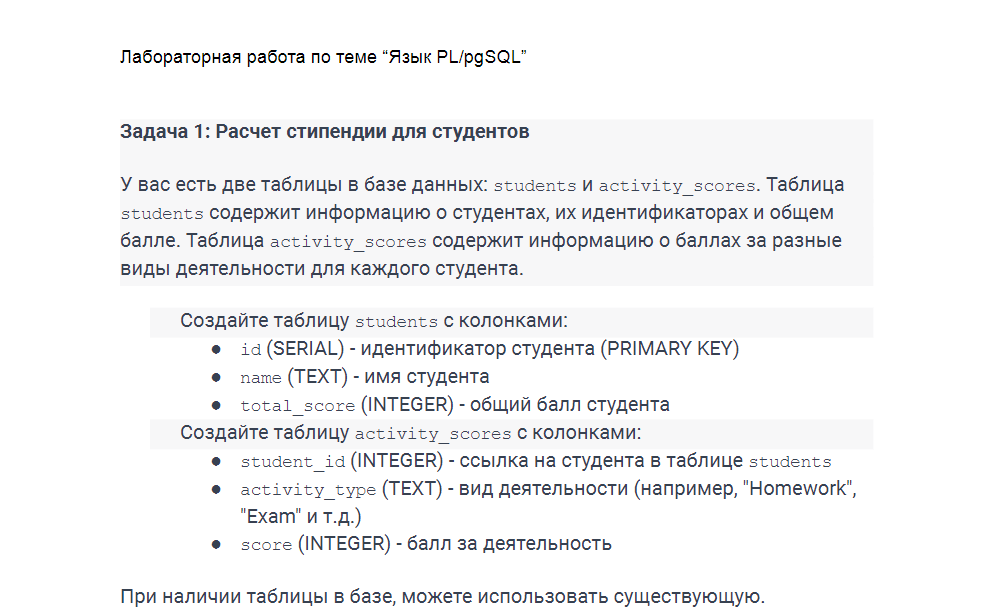 Лабораторная работа по теме “Язык PL/pgSQL”
Задача 1: Расчет стипендии для студентов
У вас есть две таблицы в базе данных: students и activity_scores. Таблица
students содержит информацию о студентах, их идентификаторах и общем
балле. Таблица activity_scores содержит информацию о баллах за разные
виды деятельности для каждого студента.
Создайте таблицу students с колонками:
● id (SERIAL) - идентификатор студента (PRIMARY KEY)
● name (TEXT) - имя студента
● total_score (INTEGER) - общий балл студента
Создайте таблицу activity_scores с колонками:
● student_id (INTEGER) - ссылка на студента в таблице students
● activity_type (TEXT) - вид деятельности (например, "Homework",
"Exam" и т.д.)
● score (INTEGER) - балл за деятельность
При наличии таблицы в базе, можете использовать существующую.